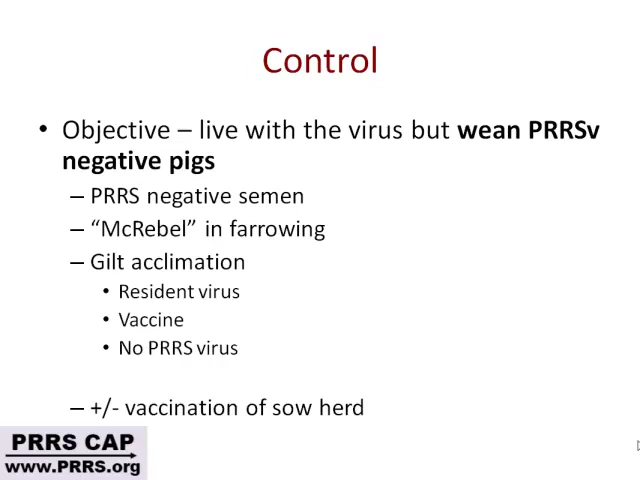 Control
• Objective – live with the virus but wean PRRSv
negative pigs
– PRRS negative semen
– “McRebel” in farrowing
– Gilt acclimation
• Resident virus
• Vaccine
• No PRRS virus
– +/- vaccination of sow herd
PRRS CAP
www.PRRS.org